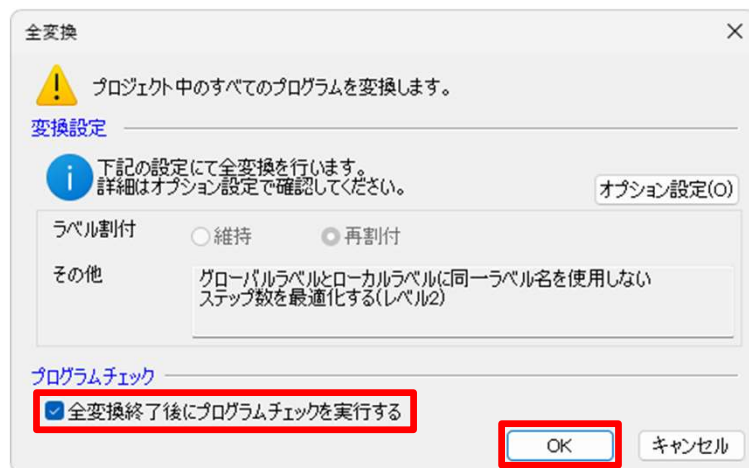 全変換
プロジェクト中のすべてのプログラムを変換します。
変換設定
下記の設定にて全変換を行います。
詳細はオプション設定で確認してください。
オプション設定(O)
ラベル割付
維持
再割付
その他
グローバルラベルとローカルラベルに同一ラベル名を使用しない
ステップ数を最適化する(レベル2)
プログラムチェック
全変換終了後にプログラムチェックを実行する
OK
キャンセル